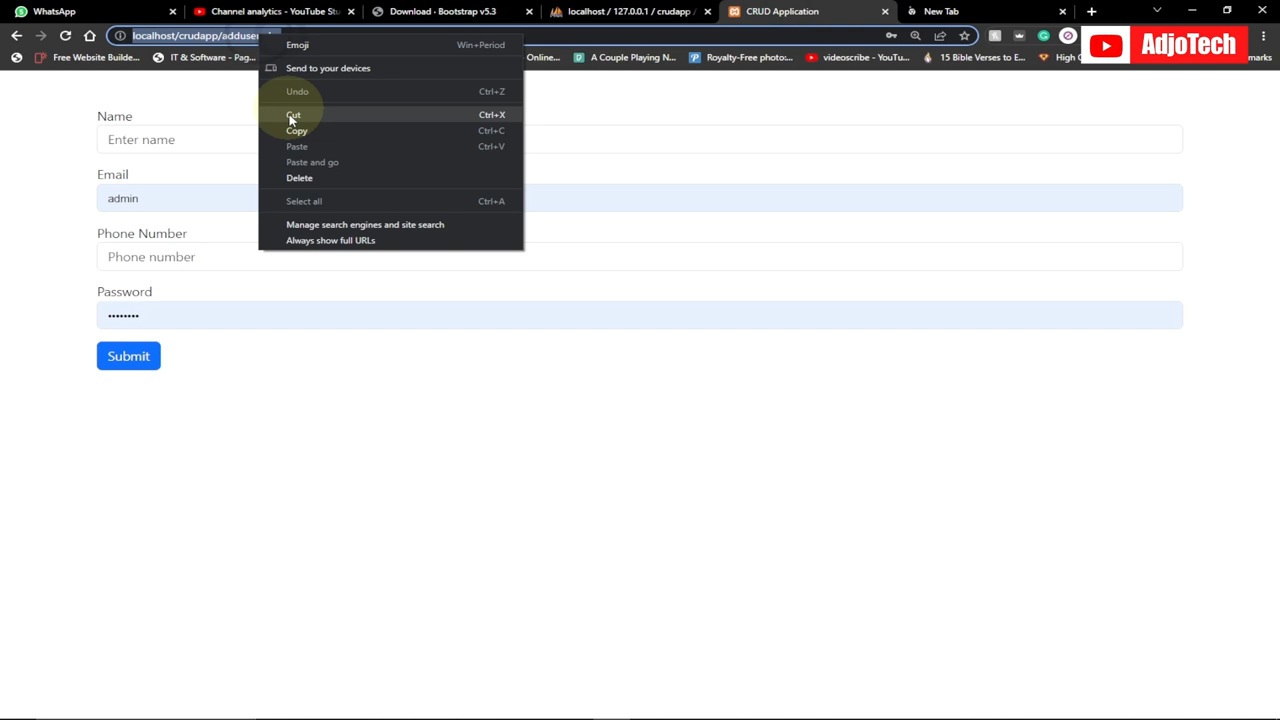 WhatsApp
Channel analytics - YouTube Stu
Download · Bootstrap v5.3
localhost / 127.0.0.1 / crudapp /
CRUD Application
New Tab
localhost/crudapp/adduser
AdjoTech
Free Website Builde...
IT & Software - Pag...
Online...
A Couple Playing N...
Royalty-Free photo:...
videoscribe - YouTu...
15 Bible Verses to E...
High
marks
Emoji Win+Period
Send to your devices
Undo Ctrl+Z
Cut Ctrl+X
Copy Ctrl+C
Paste Ctrl+V
Paste and go
Delete
Select all Ctrl+A
Manage search engines and site search
Always show full URLs
Name
Enter name
Email
admin
Phone Number
Phone number
Password
••••••••
Submit